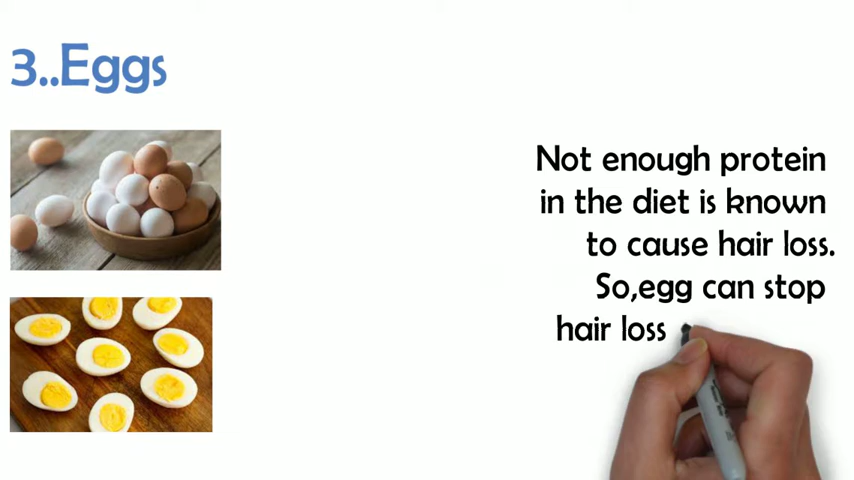 3..Eggs
Not enough protein
in the diet is known
to cause hair loss.
So,egg can stop
hair loss